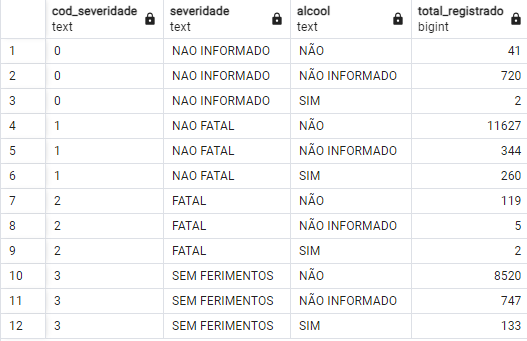 cod_severidade severidade alcool total_registrado
text text text bigint
1 0 NAO INFORMADO NÃO 41
2 0 NAO INFORMADO NÃO INFORMADO 720
3 0 NAO INFORMADO SIM 2
4 1 NAO FATAL NÃO 11627
5 1 NAO FATAL NÃO INFORMADO 344
6 1 NAO FATAL SIM 260
7 2 FATAL NÃO 119
8 2 FATAL NÃO INFORMADO 5
9 2 FATAL SIM 2
10 3 SEM FERIMENTOS NÃO 8520
11 3 SEM FERIMENTOS NÃO INFORMADO 747
12 3 SEM FERIMENTOS SIM 133